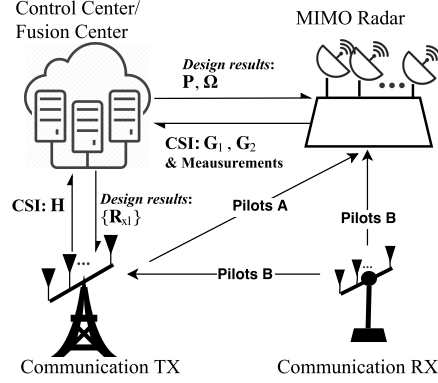 Control Center/
Fusion Center
MIMO Radar
Design results:
P, Ω
CSI: G1 , G2
& Meausurements
CSI: H
Design results:
{Rxl}
Pilots A
Pilots B
Pilots B
Communication TX
Communication RX